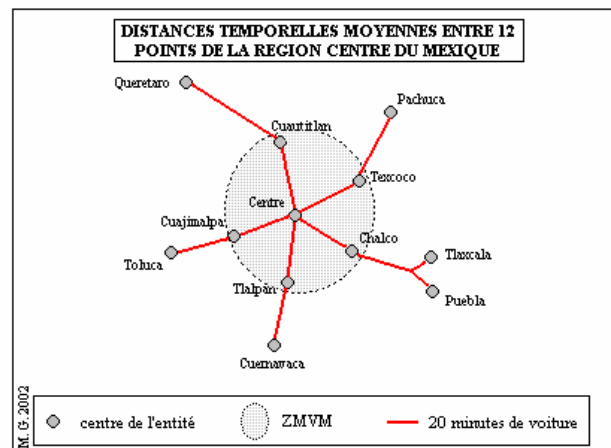 DISTANCES TEMPORELLES MOYENNES ENTRE 12
POINTS DE LA REGION CENTRE DU MEXIQUE
Queretaro
Pachuca
Cuautitlan
Texcoco
Centre
Cuajimalpa
Chalco
Toluca
Tlaxcala
Tlalpán
Puebla
Cuernavaca
M. G. 2002
centre de l'entité
ZMVM
20 minutes de voiture